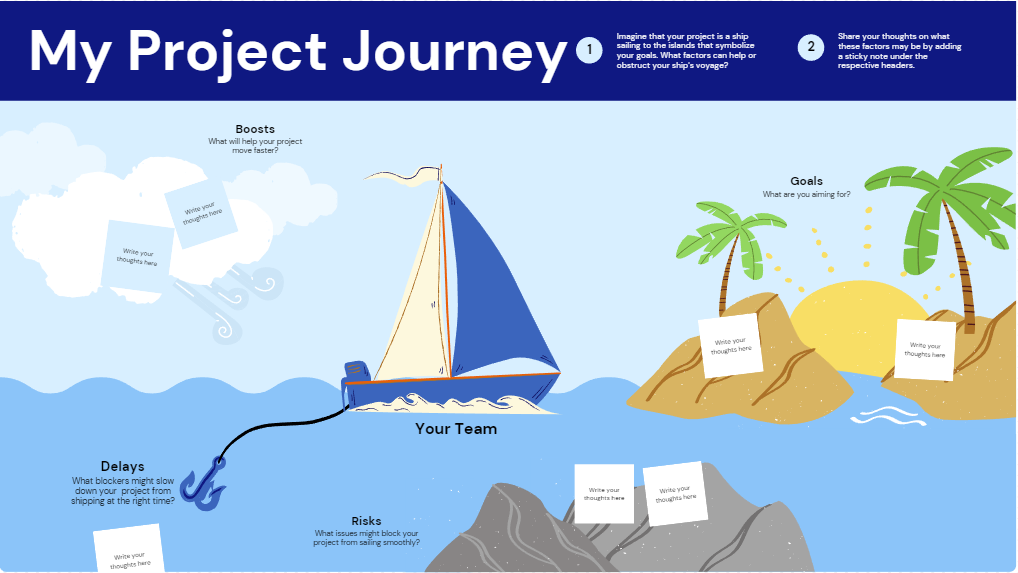 My Project Journey
1
Imagine that your project is a ship
sailing to the islands that symbolize
your goals. What factors can help or
obstruct your ship's voyage?
2
Share your thoughts on what
these factors may be by adding
a sticky note under the
respective headers.
Boosts
What will help your project
move faster?
Write your
thoughts here
Write your
thoughts here
Goals
What are you aiming for?
Write your
thoughts here
Write your
thoughts here
Your Team
Delays
What blockers might slow
down your project from
shipping at the right time?
Write your
thoughts here
Risks
What issues might block your
project from sailing smoothly?
Write your
thoughts here
Write your
thoughts here